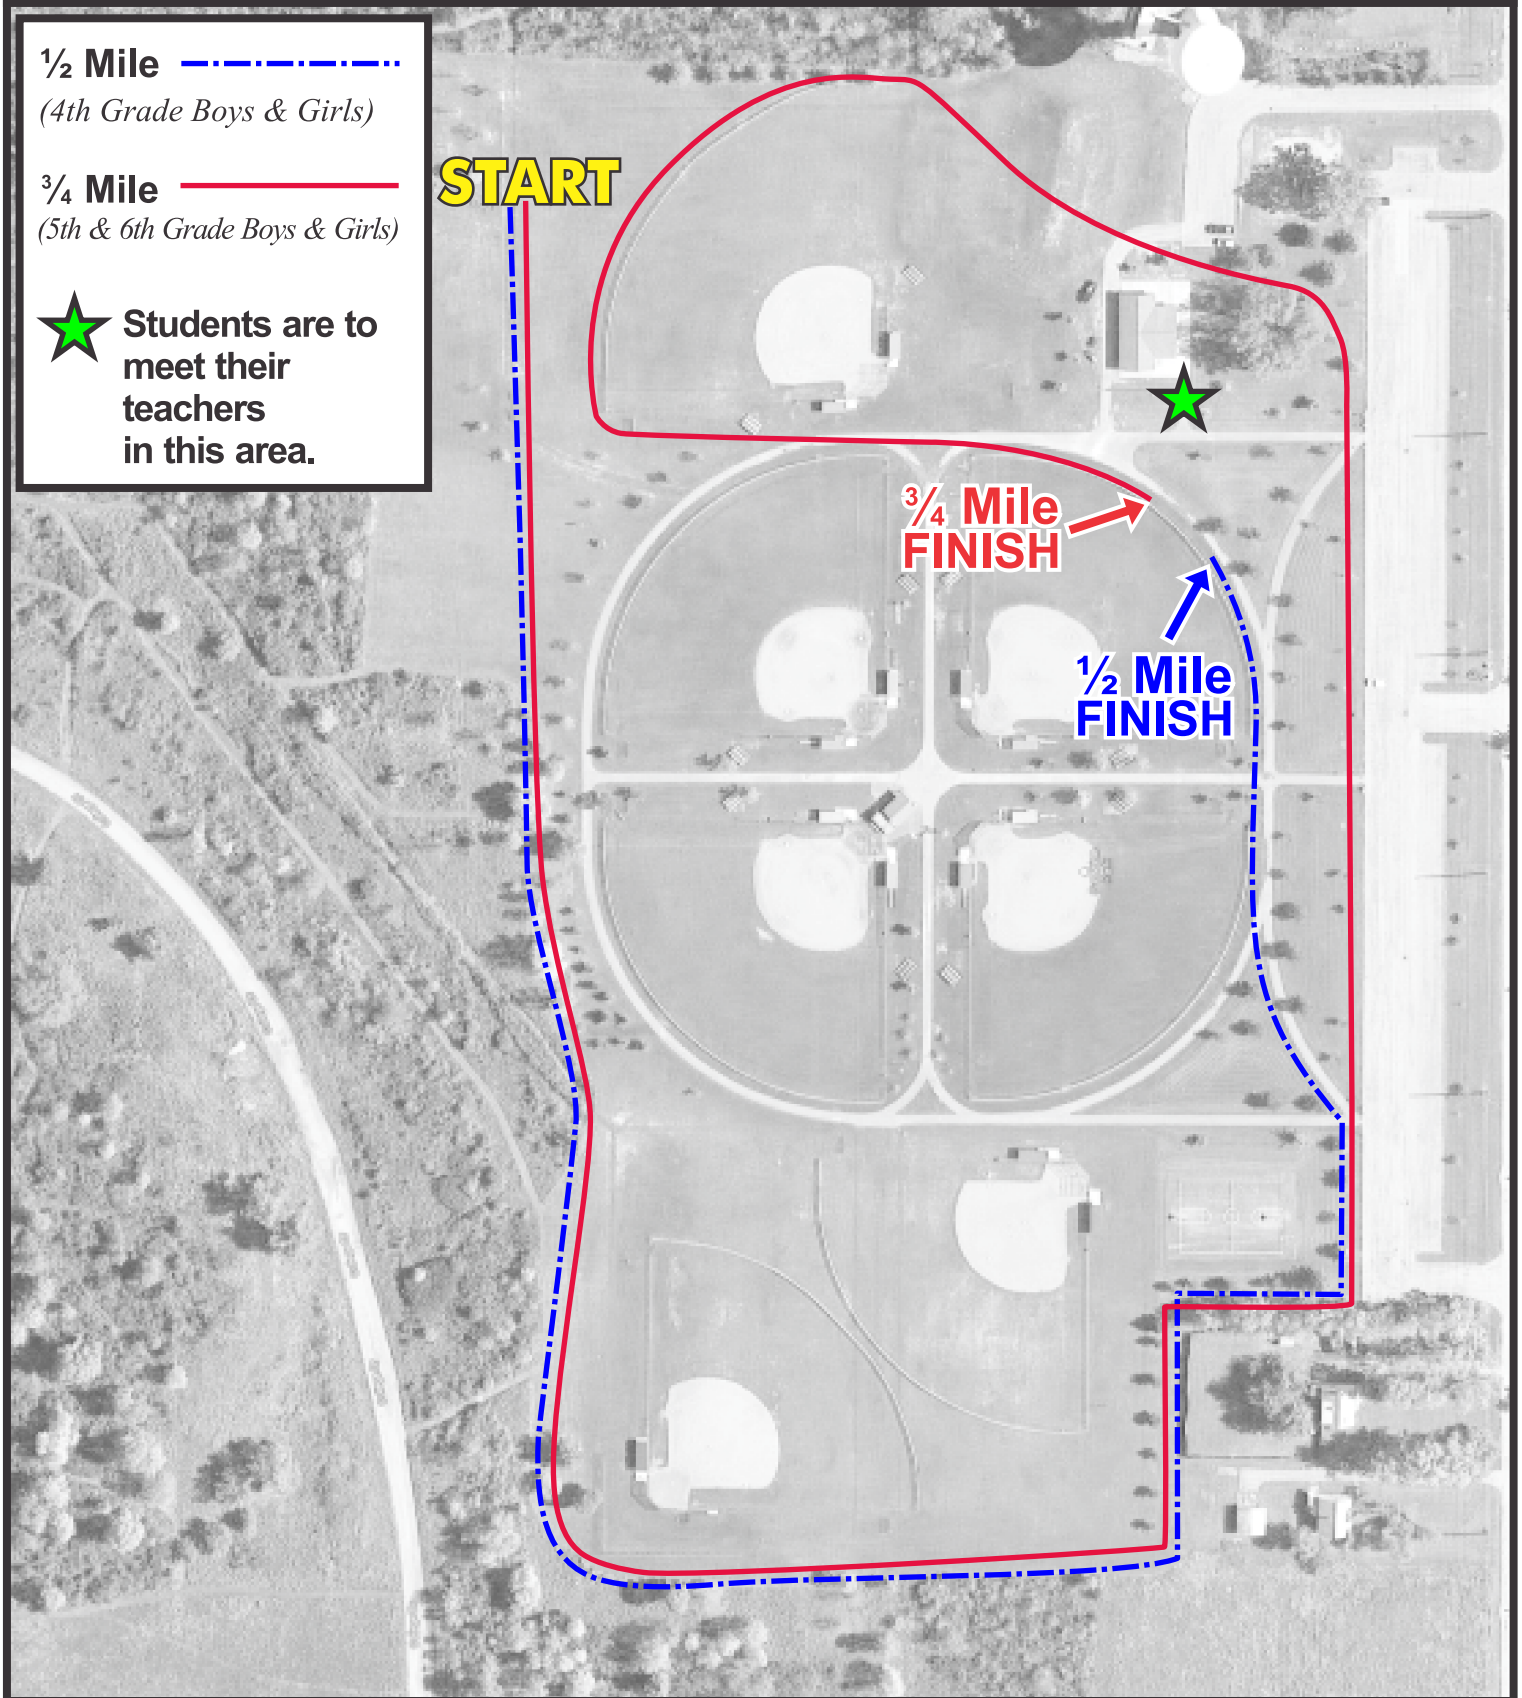 ½ Mile
(4th Grade Boys & Girls)
¾ Mile
(5th & 6th Grade Boys & Girls)
Students are to
meet their
teachers
in this area.
START
¾ Mile
FINISH
½ Mile
FINISH